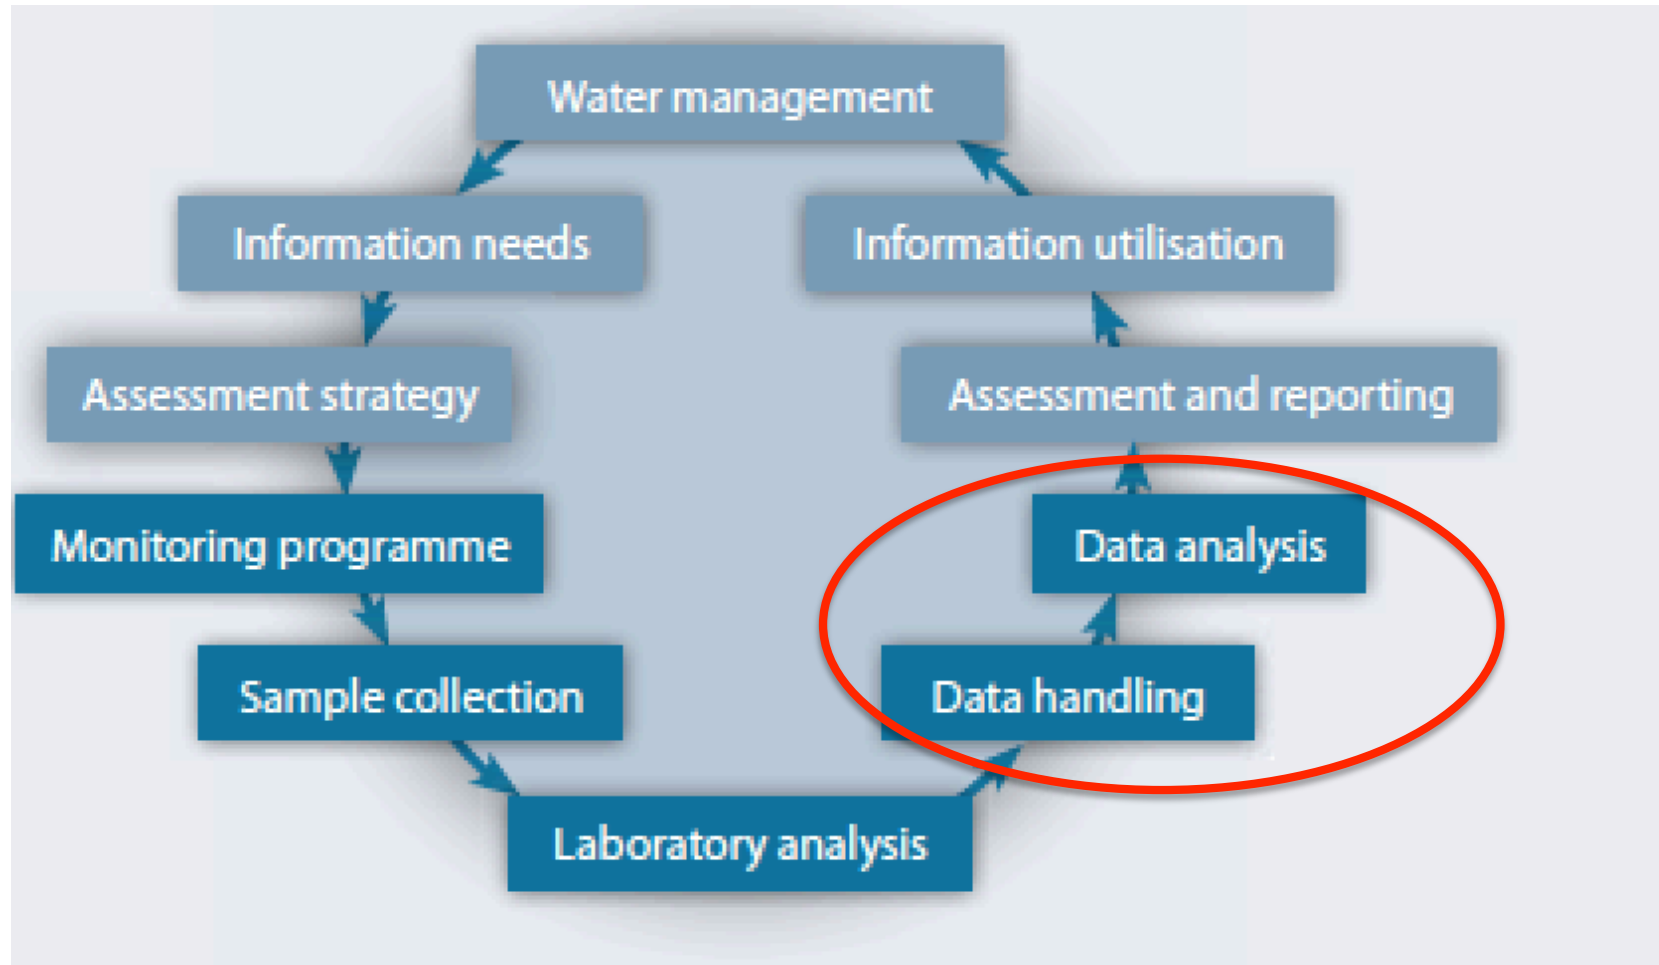 Water management
Information needs
Information utilisation
Assessment strategy
Assessment and reporting
Monitoring programme
Data analysis
Sample collection
Data handling
Laboratory analysis